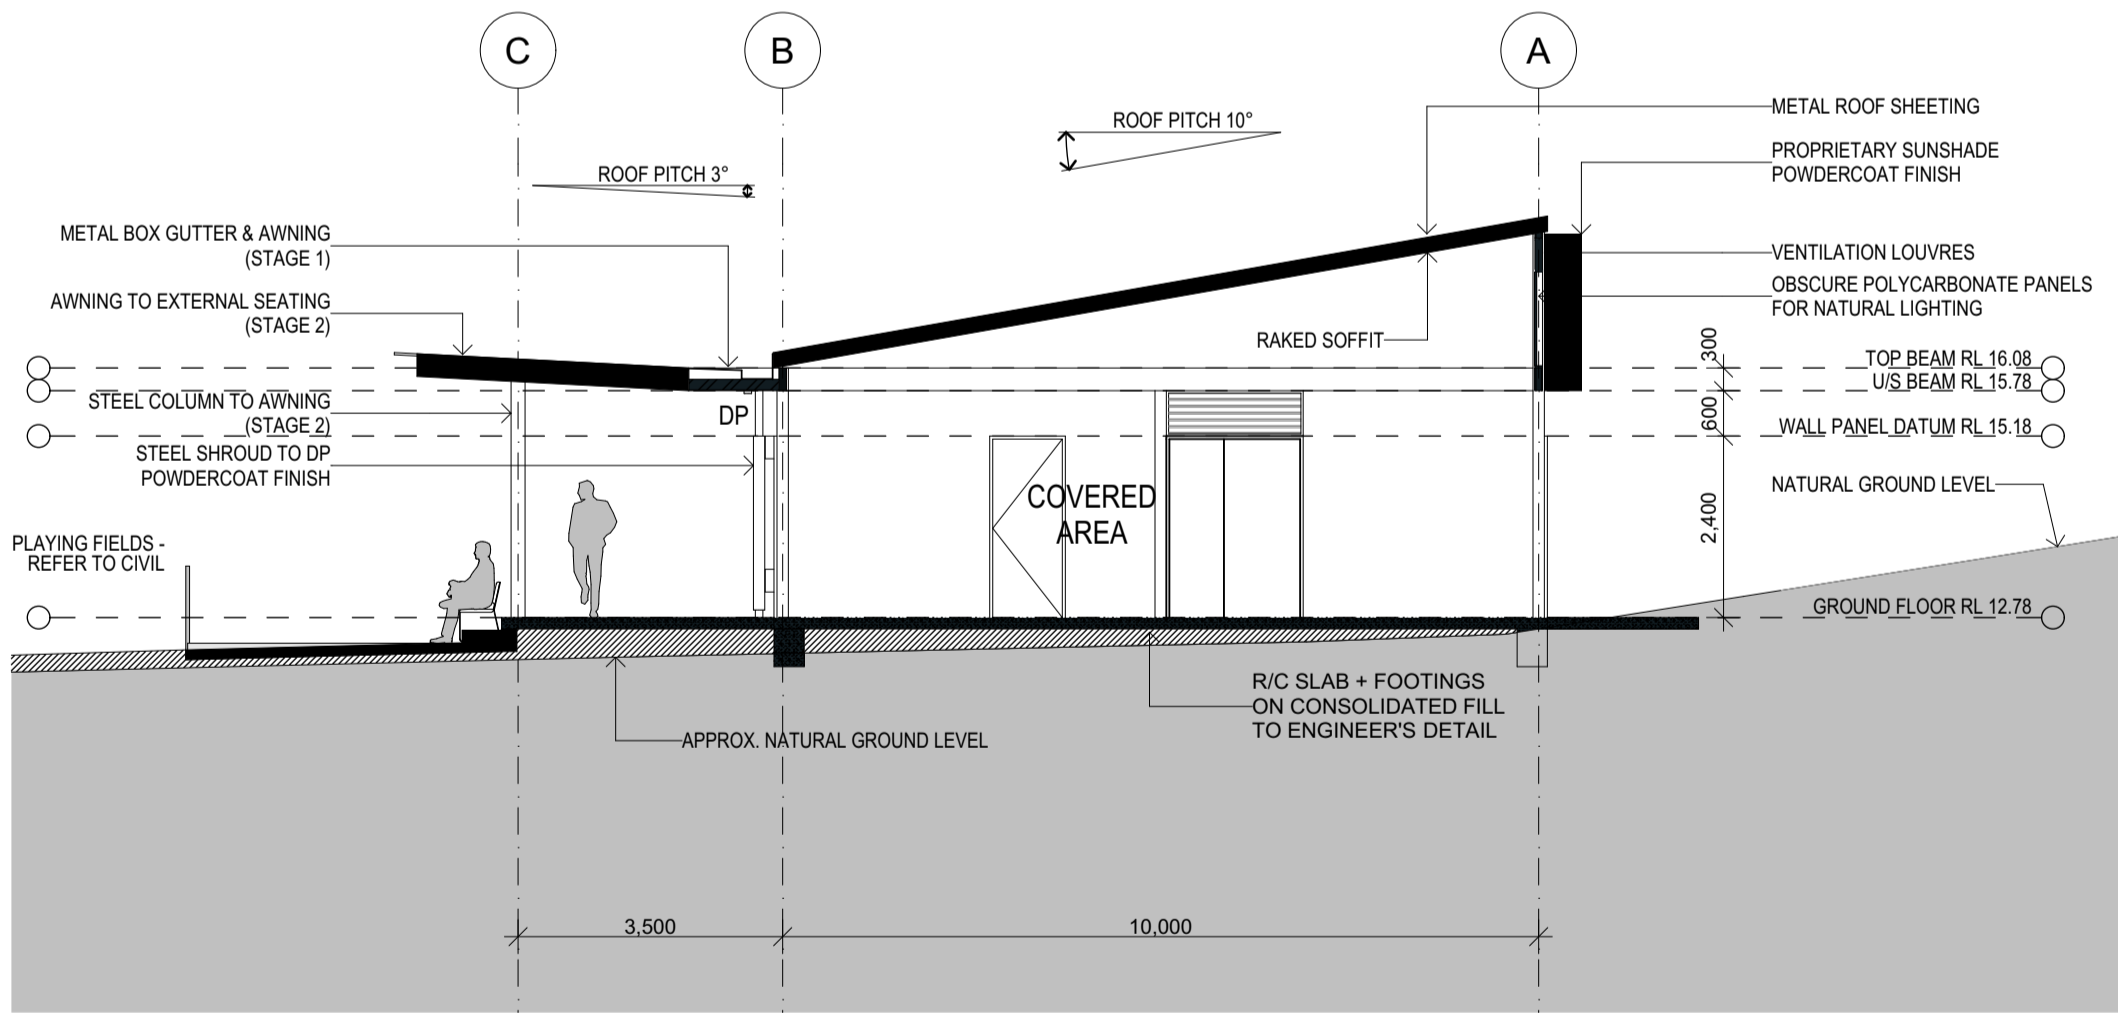 C
B
A
ROOF PITCH 10°
ROOF PITCH 3°
METAL ROOF SHEETING
PROPRIETARY SUNSHADE
POWDERCOAT FINISH
METAL BOX GUTTER & AWNING
(STAGE 1)
VENTILATION LOUVRES
AWNING TO EXTERNAL SEATING
(STAGE 2)
OBSCURE POLYCARBONATE PANELS
FOR NATURAL LIGHTING
RAKED SOFFIT
300
TOP BEAM RL 16.08
U/S BEAM RL 15.78
STEEL COLUMN TO AWNING
(STAGE 2)
DP
600
WALL PANEL DATUM RL 15.18
STEEL SHROUD TO DP
POWDERCOAT FINISH
COVERED
AREA
NATURAL GROUND LEVEL
2,400
PLAYING FIELDS -
REFER TO CIVIL
GROUND FLOOR RL 12.78
R/C SLAB + FOOTINGS
ON CONSOLIDATED FILL
TO ENGINEER'S DETAIL
APPROX. NATURAL GROUND LEVEL
3,500
10,000